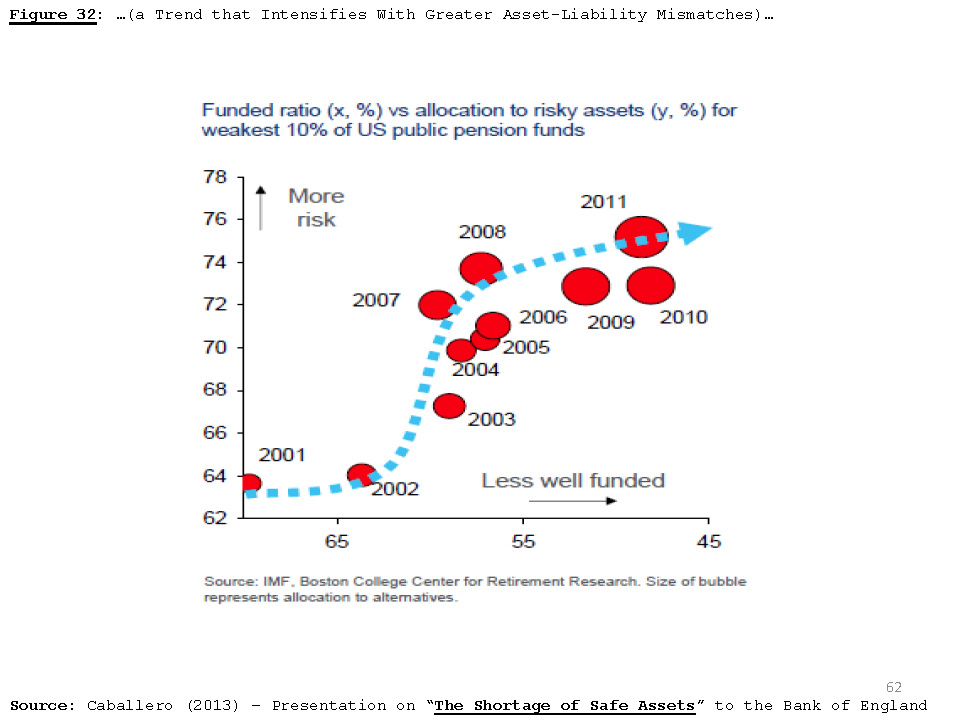 Figure 32: …(a Trend that Intensifies With Greater Asset-Liability Mismatches)…
Funded ratio (x, %) vs allocation to risky assets (y, %) for
weakest 10% of US public pension funds
78
76
74
72
70
68
66
64
62
More
risk
2011
2008
2007
2006
2009
2010
2005
2004
2003
2001
2002
Less well funded
65
55
45
Source: IMF, Boston College Center for Retirement Research. Size of bubble
represents allocation to alternatives.
62
Source: Caballero (2013) – Presentation on “The Shortage of Safe Assets” to the Bank of England